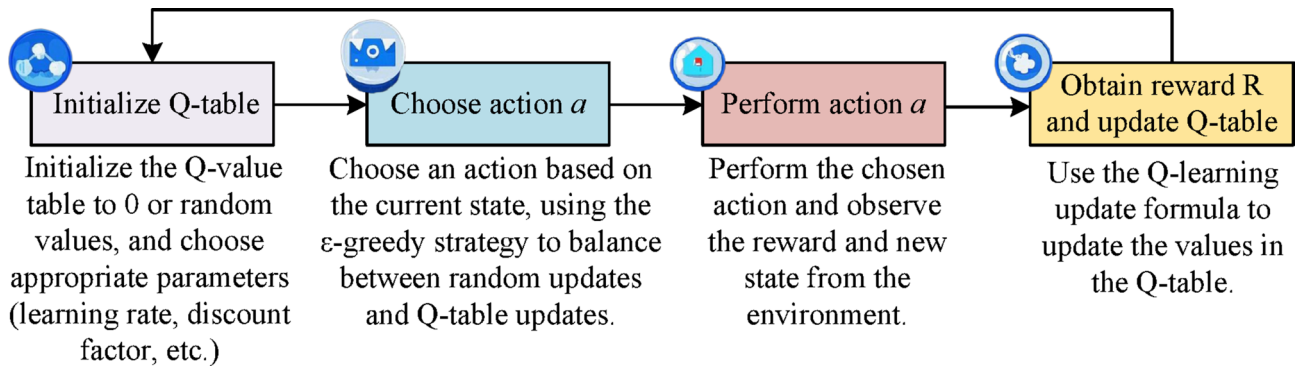 Initialize Q-table
Choose action a
Perform action a
Obtain reward R
and update Q-table
Initialize the Q-value
table to 0 or random
values, and choose
appropriate parameters
(learning rate, discount
factor, etc.)
Choose an action based on
the current state, using the
ε-greedy strategy to balance
between random updates
and Q-table updates.
Perform the chosen
action and observe
the reward and new
state from the
environment.
Use the Q-learning
update formula to
update the values in
the Q-table.